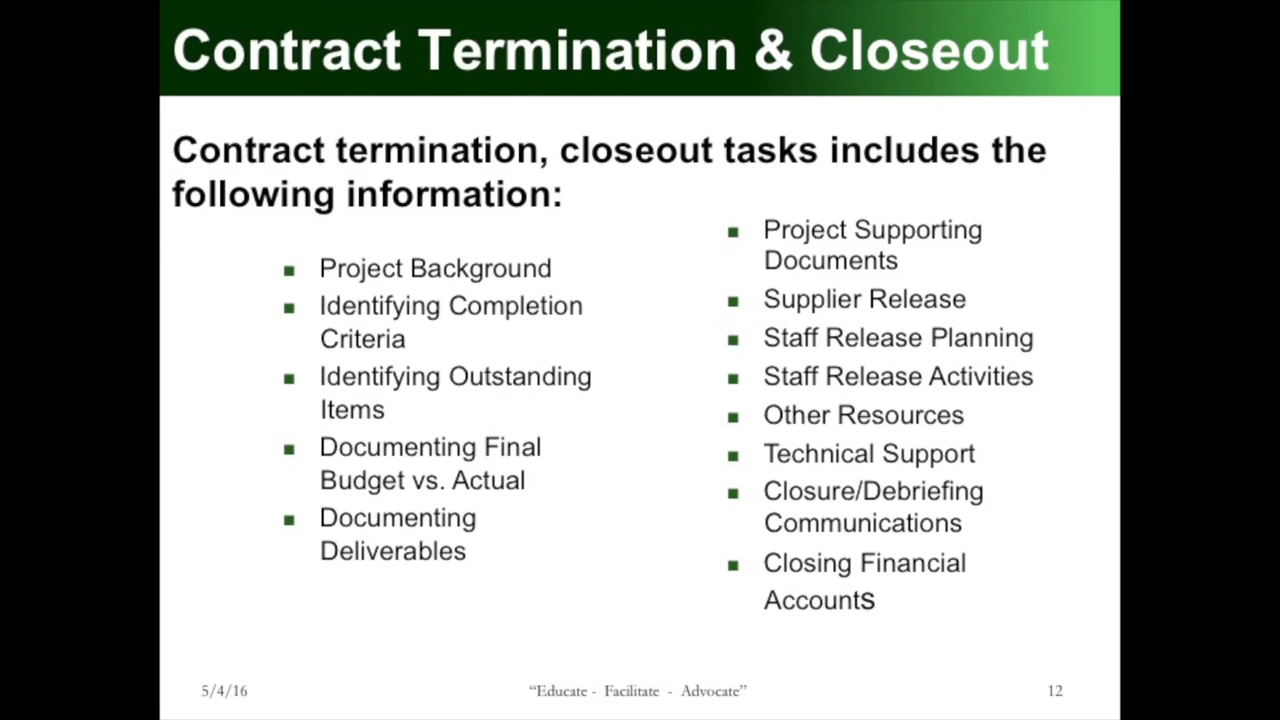 Contract Termination & Closeout
Contract termination, closeout tasks includes the
following information:
Project Background
Identifying Completion
Criteria
Identifying Outstanding
Items
Documenting Final
Budget vs. Actual
Documenting
Deliverables
Project Supporting
Documents
Supplier Release
Staff Release Planning
Staff Release Activities
Other Resources
Technical Support
Closure/Debriefing
Communications
Closing Financial
Accounts
5/4/16
“Educate - Facilitate - Advocate”
12